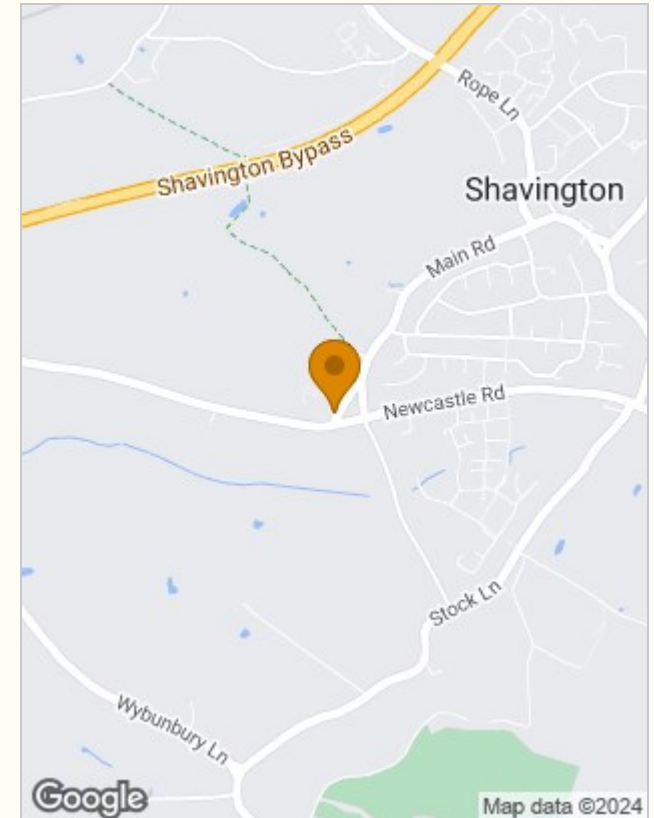 Rope Ln
Shavington Bypass
Shavington
Main Rd
Newcastle Rd
Stock Ln
Wybunbury Ln
Google
Map data ©2024